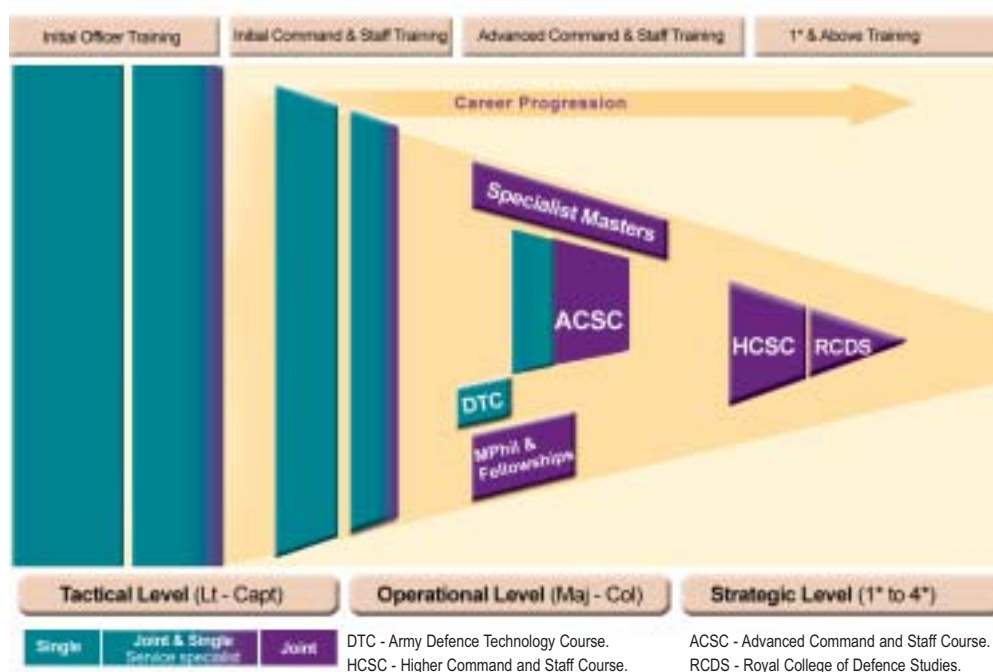 Initial Officer Training
Initial Command & Staff Training
Advanced Command & Staff Training
1* & Above Training
Career Progression
Specialist Masters
ACSC
HCSC
RCDS
DTC
MPhil &
Fellowships
Tactical Level (Lt - Capt)
Operational Level (Maj - Col)
Strategic Level (1* to 4*)
Single
Joint & Single
Service specialist
Joint
DTC - Army Defence Technology Course.
HCSC - Higher Command and Staff Course.
ACSC - Advanced Command and Staff Course.
RCDS - Royal College of Defence Studies.